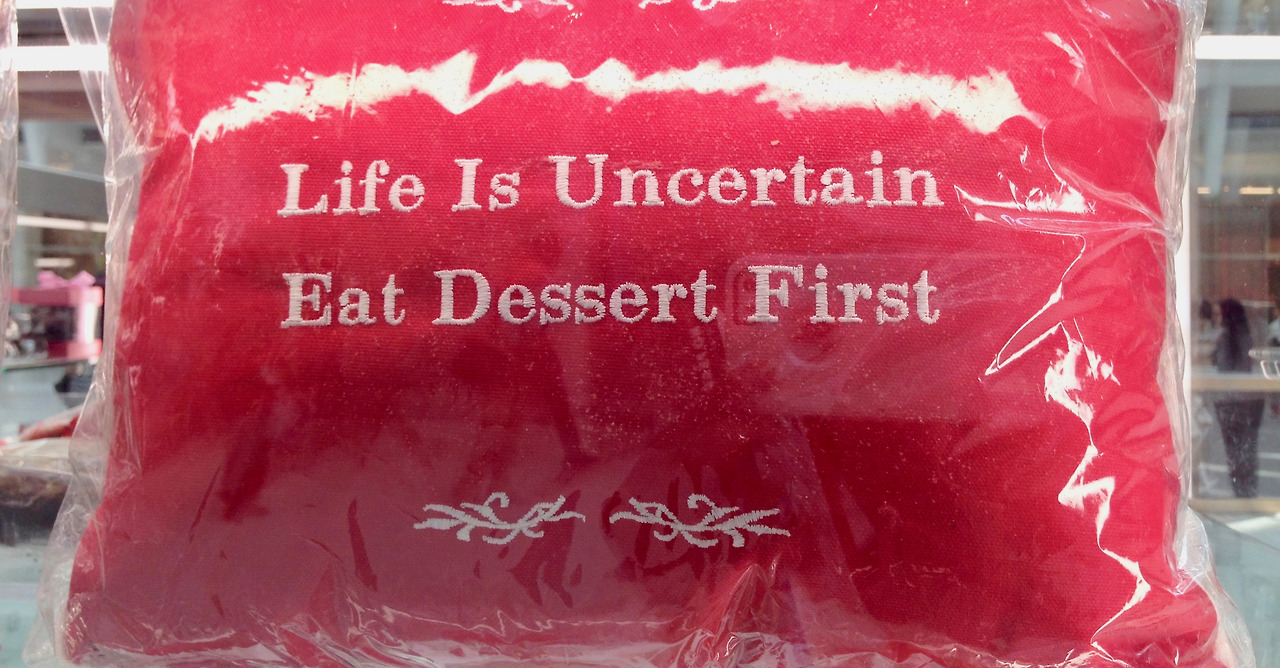 Life Is Uncertain
Eat Dessert First